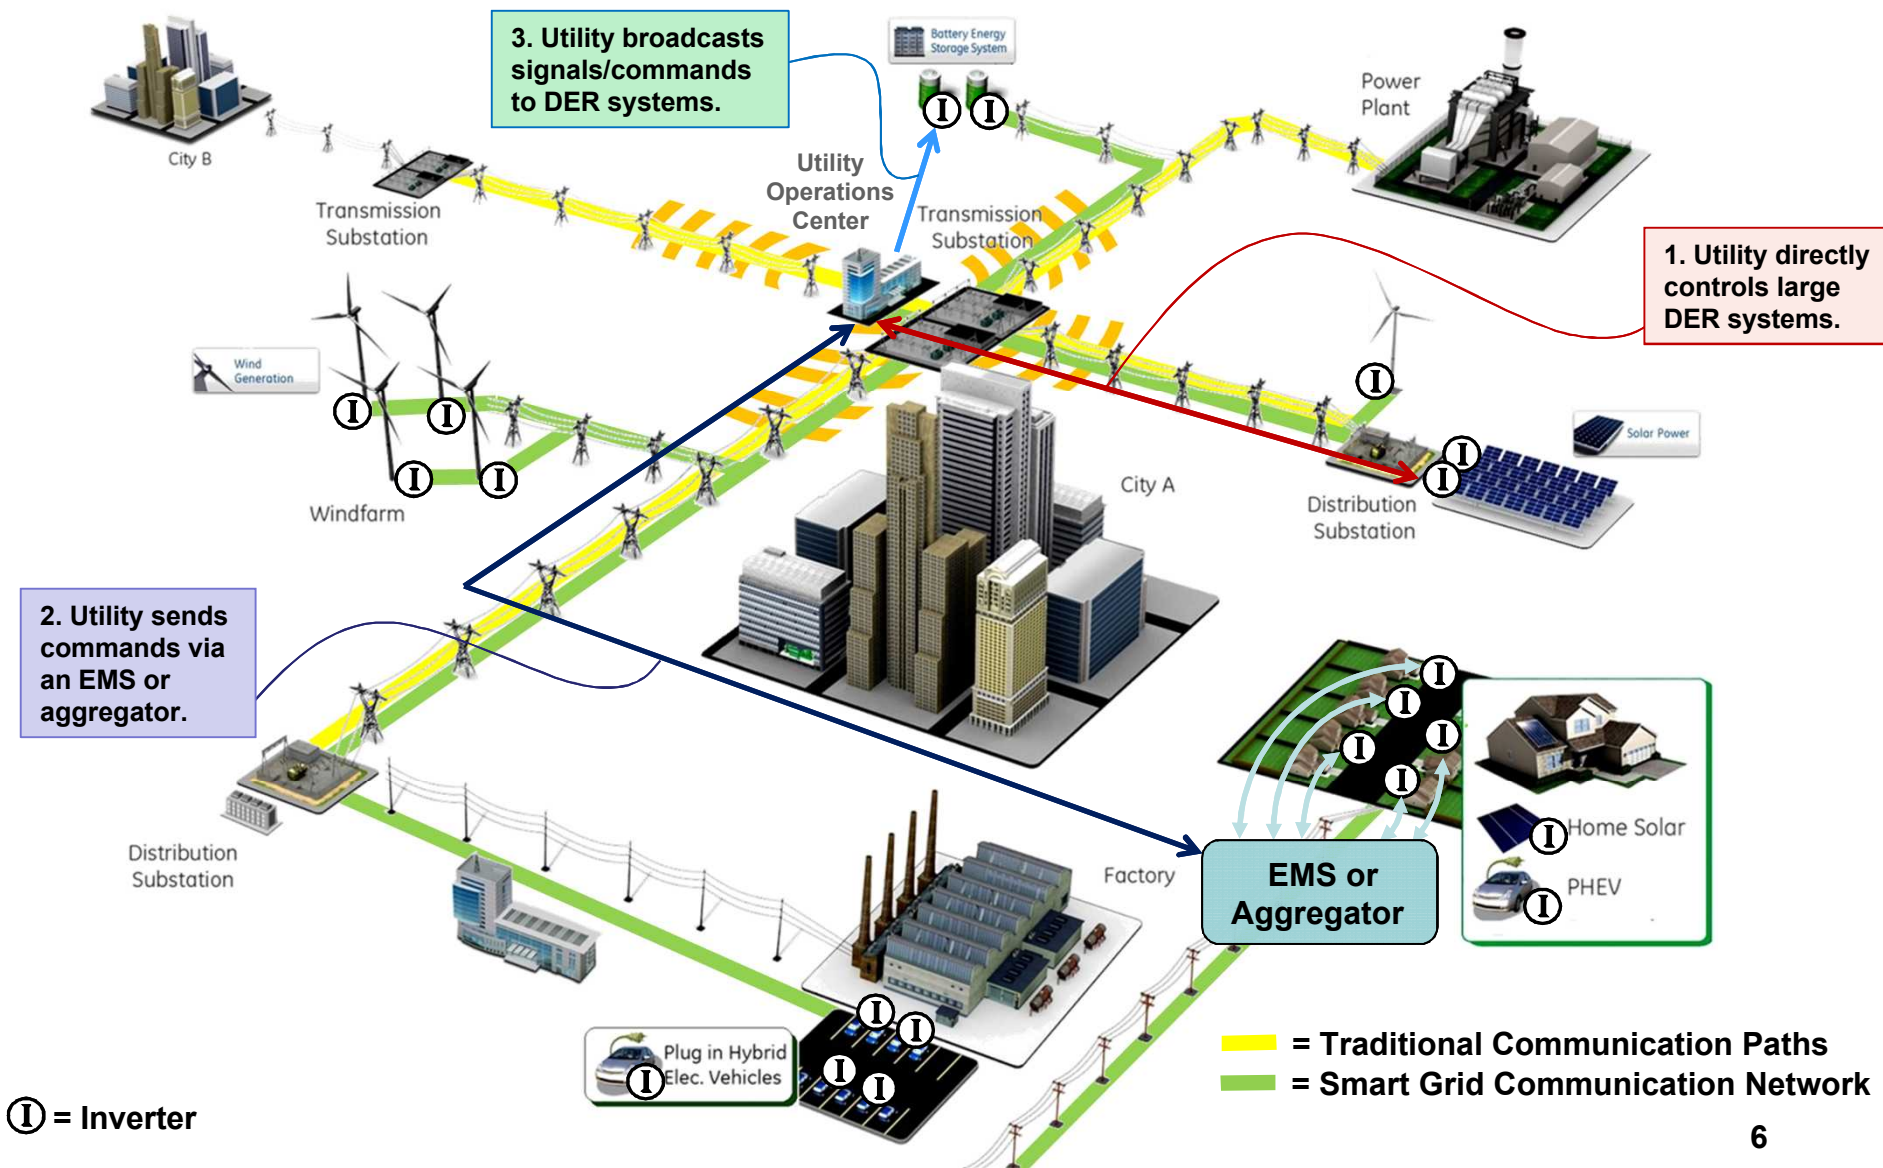 3. Utility broadcasts
signals/commands
to DER systems.
Battery Energy
Storage System
Power
Plant
City B
Utility
Operations
Center
Transmission
Substation
Transmission
Substation
1. Utility directly
controls large
DER systems.
Wind
Generation
I
I
I
I
I
I
I
I
I
Solar Power
Windfarm
City A
Distribution
Substation
2. Utility sends
commands via
an EMS or
aggregator.
I
I
I
I
I
Distribution
Substation
Factory
EMS or
Aggregator
Home Solar
I
PHEV
I
I
I
I
I
Plug in Hybrid
Elec. Vehicles
I
= Traditional Communication Paths
= Smart Grid Communication Network
I = Inverter
6